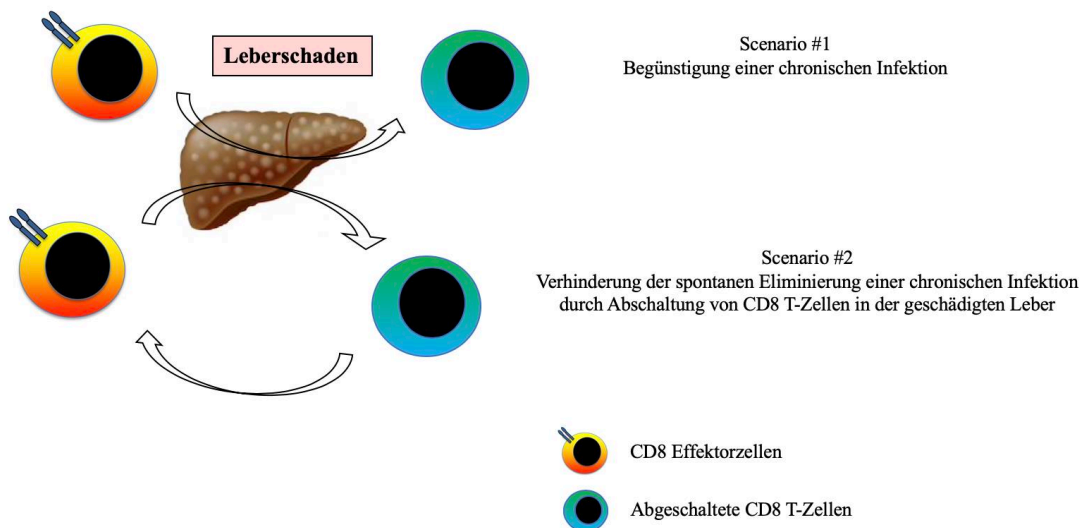 Leberschaden
Scenario #1
Begünstigung einer chronischen Infektion
Scenario #2
Verhinderung der spontanen Eliminierung einer chronischen Infektion
durch Abschaltung von CD8 T-Zellen in der geschädigten Leber
CD8 Effektorzellen
Abgeschaltete CD8 T-Zellen